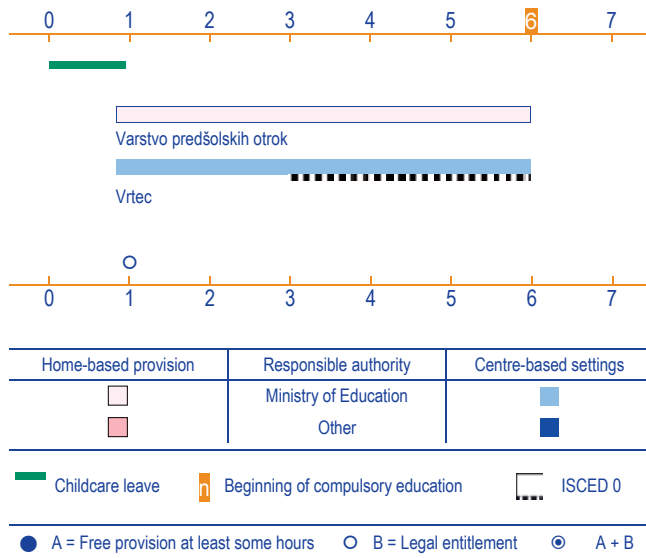 0 1 2 3 4 5 6 7
Varstvo predšolskih otrok
Vrtec
0 1 2 3 4 5 6 7
Home-based provision Responsible authority Centre-based settings
Ministry of Education
Other
Childcare leave n Beginning of compulsory education ISCED 0
A = Free provision at least some hours B = Legal entitlement A + B